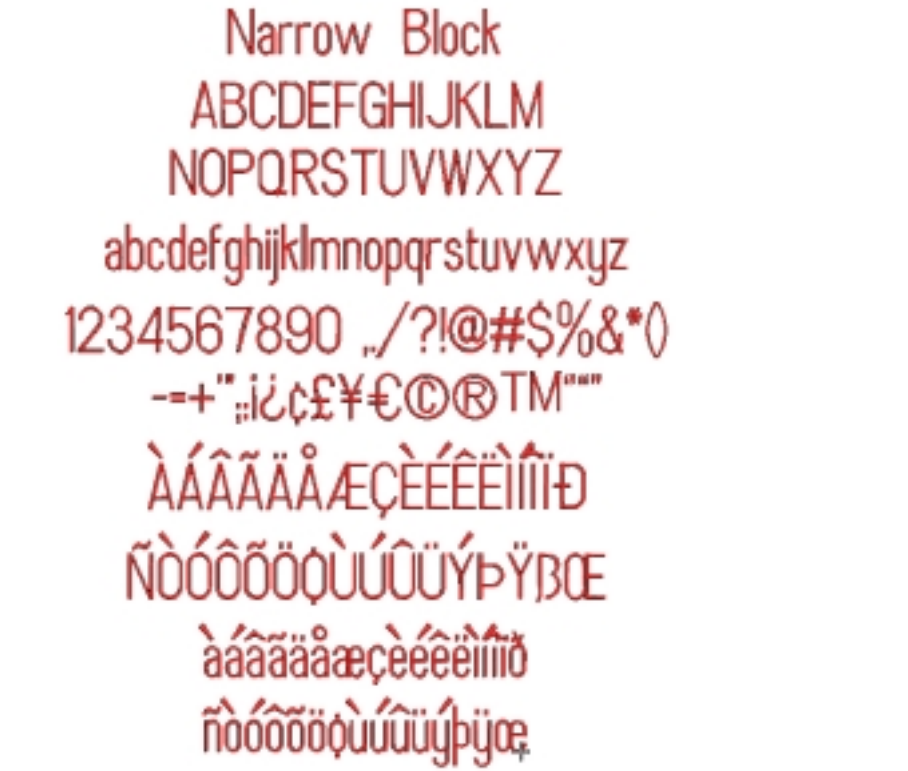 Narrow Block
ABCDEFGHIJKLM
NOPQRSTUVWXYZ
abcdefghijklmnopqrstuvwxyz
1234567890 ,./?!@#$%&*()
-=+'";:¡¿¢£¥€©®TM“”‘’
ÀÁÂÃÄÅÆÇÈÉÊËÌÍÎÏÐ
ÑÒÓÔÕÖØÙÚÛÜÝÞŸßŒ
àáâãäåæçèéêëìíîïð
ñòóôõöøùúûüýþÿœ